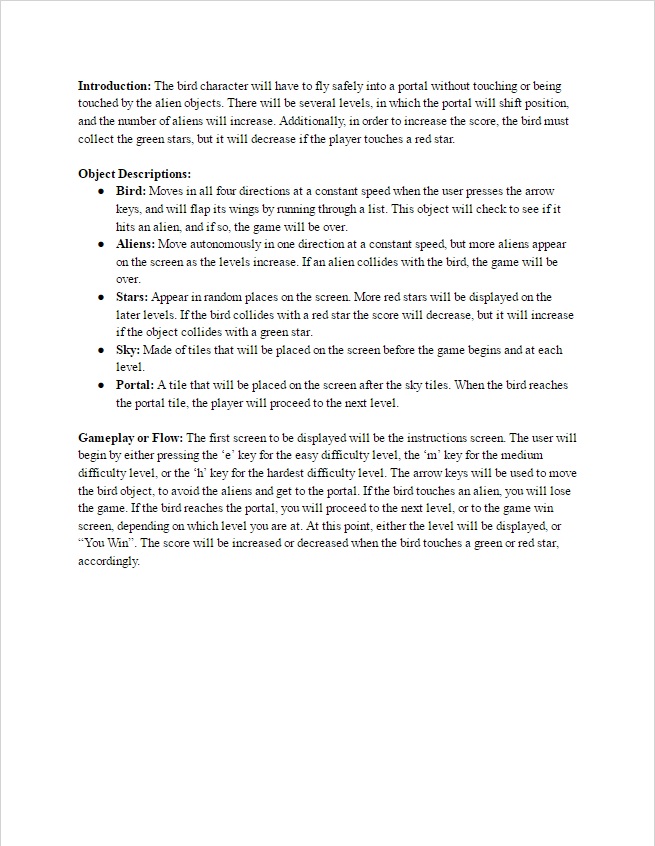 Introduction: The bird character will have to fly safely into a portal without touching or being
touched by the alien objects. There will be several levels, in which the portal will shift position,
and the number of aliens will increase. Additionally, in order to increase the score, the bird must
collect the green stars, but it will decrease if the player touches a red star.
Object Descriptions:
● Bird: Moves in all four directions at a constant speed when the user presses the arrow
keys, and will flap its wings by running through a list. This object will check to see if it
hits an alien, and if so, the game will be over.
● Aliens: Move autonomously in one direction at a constant speed, but more aliens appear
on the screen as the levels increase. If an alien collides with the bird, the game will be
over.
● Stars: Appear in random places on the screen. More red stars will be displayed on the
later levels. If the bird collides with a red star the score will decrease, but it will increase
if the object collides with a green star.
● Sky: Made of tiles that will be placed on the screen before the game begins and at each
level.
● Portal: A tile that will be placed on the screen after the sky tiles. When the bird reaches
the portal tile, the player will proceed to the next level.
Gameplay or Flow: The first screen to be displayed will be the instructions screen. The user will
begin by either pressing the ‘e’ key for the easy difficulty level, the ‘m’ key for the medium
difficulty level, or the ‘h’ key for the hardest difficulty level. The arrow keys will be used to move
the bird object, to avoid the aliens and get to the portal. If the bird touches an alien, you will lose
the game. If the bird reaches the portal, you will proceed to the next level, or to the game win
screen, depending on which level you are at. At this point, either the level will be displayed, or
“You Win”. The score will be increased or decreased when the bird touches a green or red star,
accordingly.